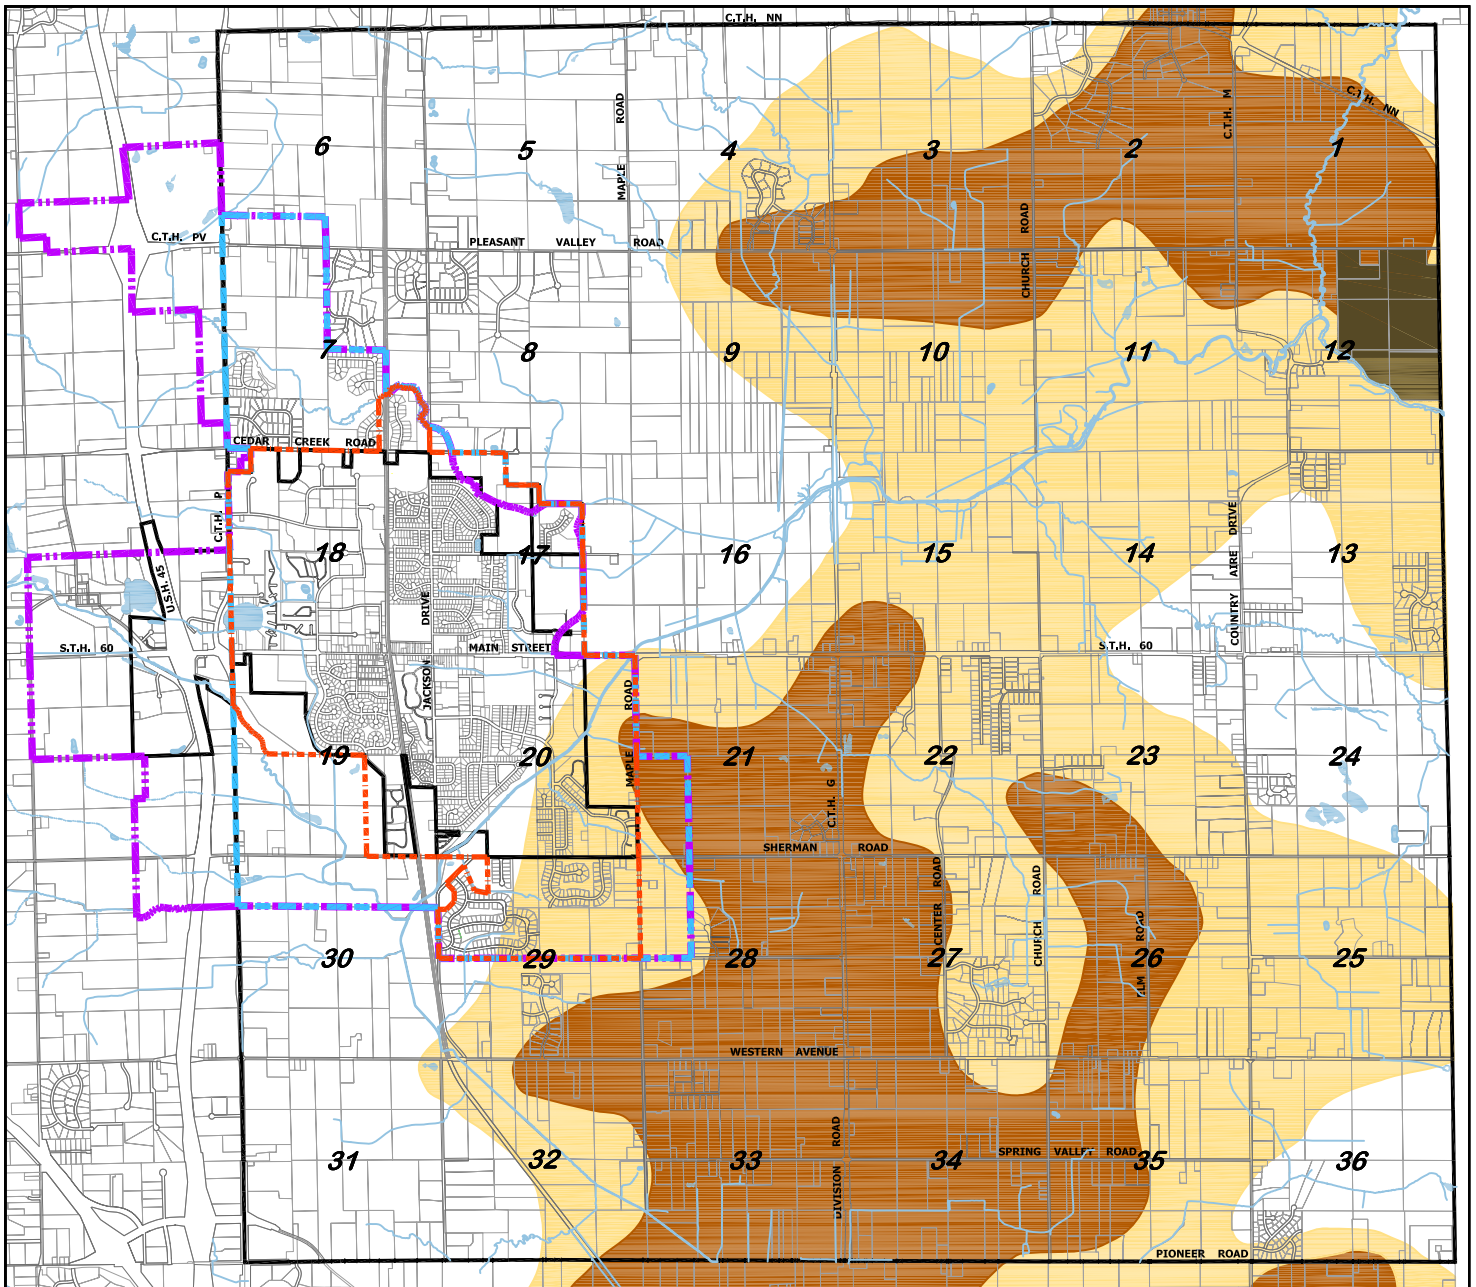 C.T.H. NN
C.T.H. NN
C.T.H. M
MAPLE ROAD
MAPLE ROAD
6
5
4
3
2
1
C.T.H. PV
PLEASANT VALLEY ROAD
CHURCH ROAD
7
8
9
10
11
12
CEDAR CREEK ROAD
C.T.H. P
U.S.H. 45
18
17
16
15
14
13
COUNTRY AIRE DRIVE
S.T.H. 60
JACKSON DRIVE
MAIN STREET
S.T.H. 60
MAPLE ROAD
19
20
21
22
23
24
C.T.H. G
SHERMAN ROAD
CENTER ROAD
CHURCH ROAD
ELM ROAD
30
29
28
27
26
25
WESTERN AVENUE
DIVISION ROAD
SPRING VALLEY ROAD
31
32
33
34
35
36
PIONEER ROAD